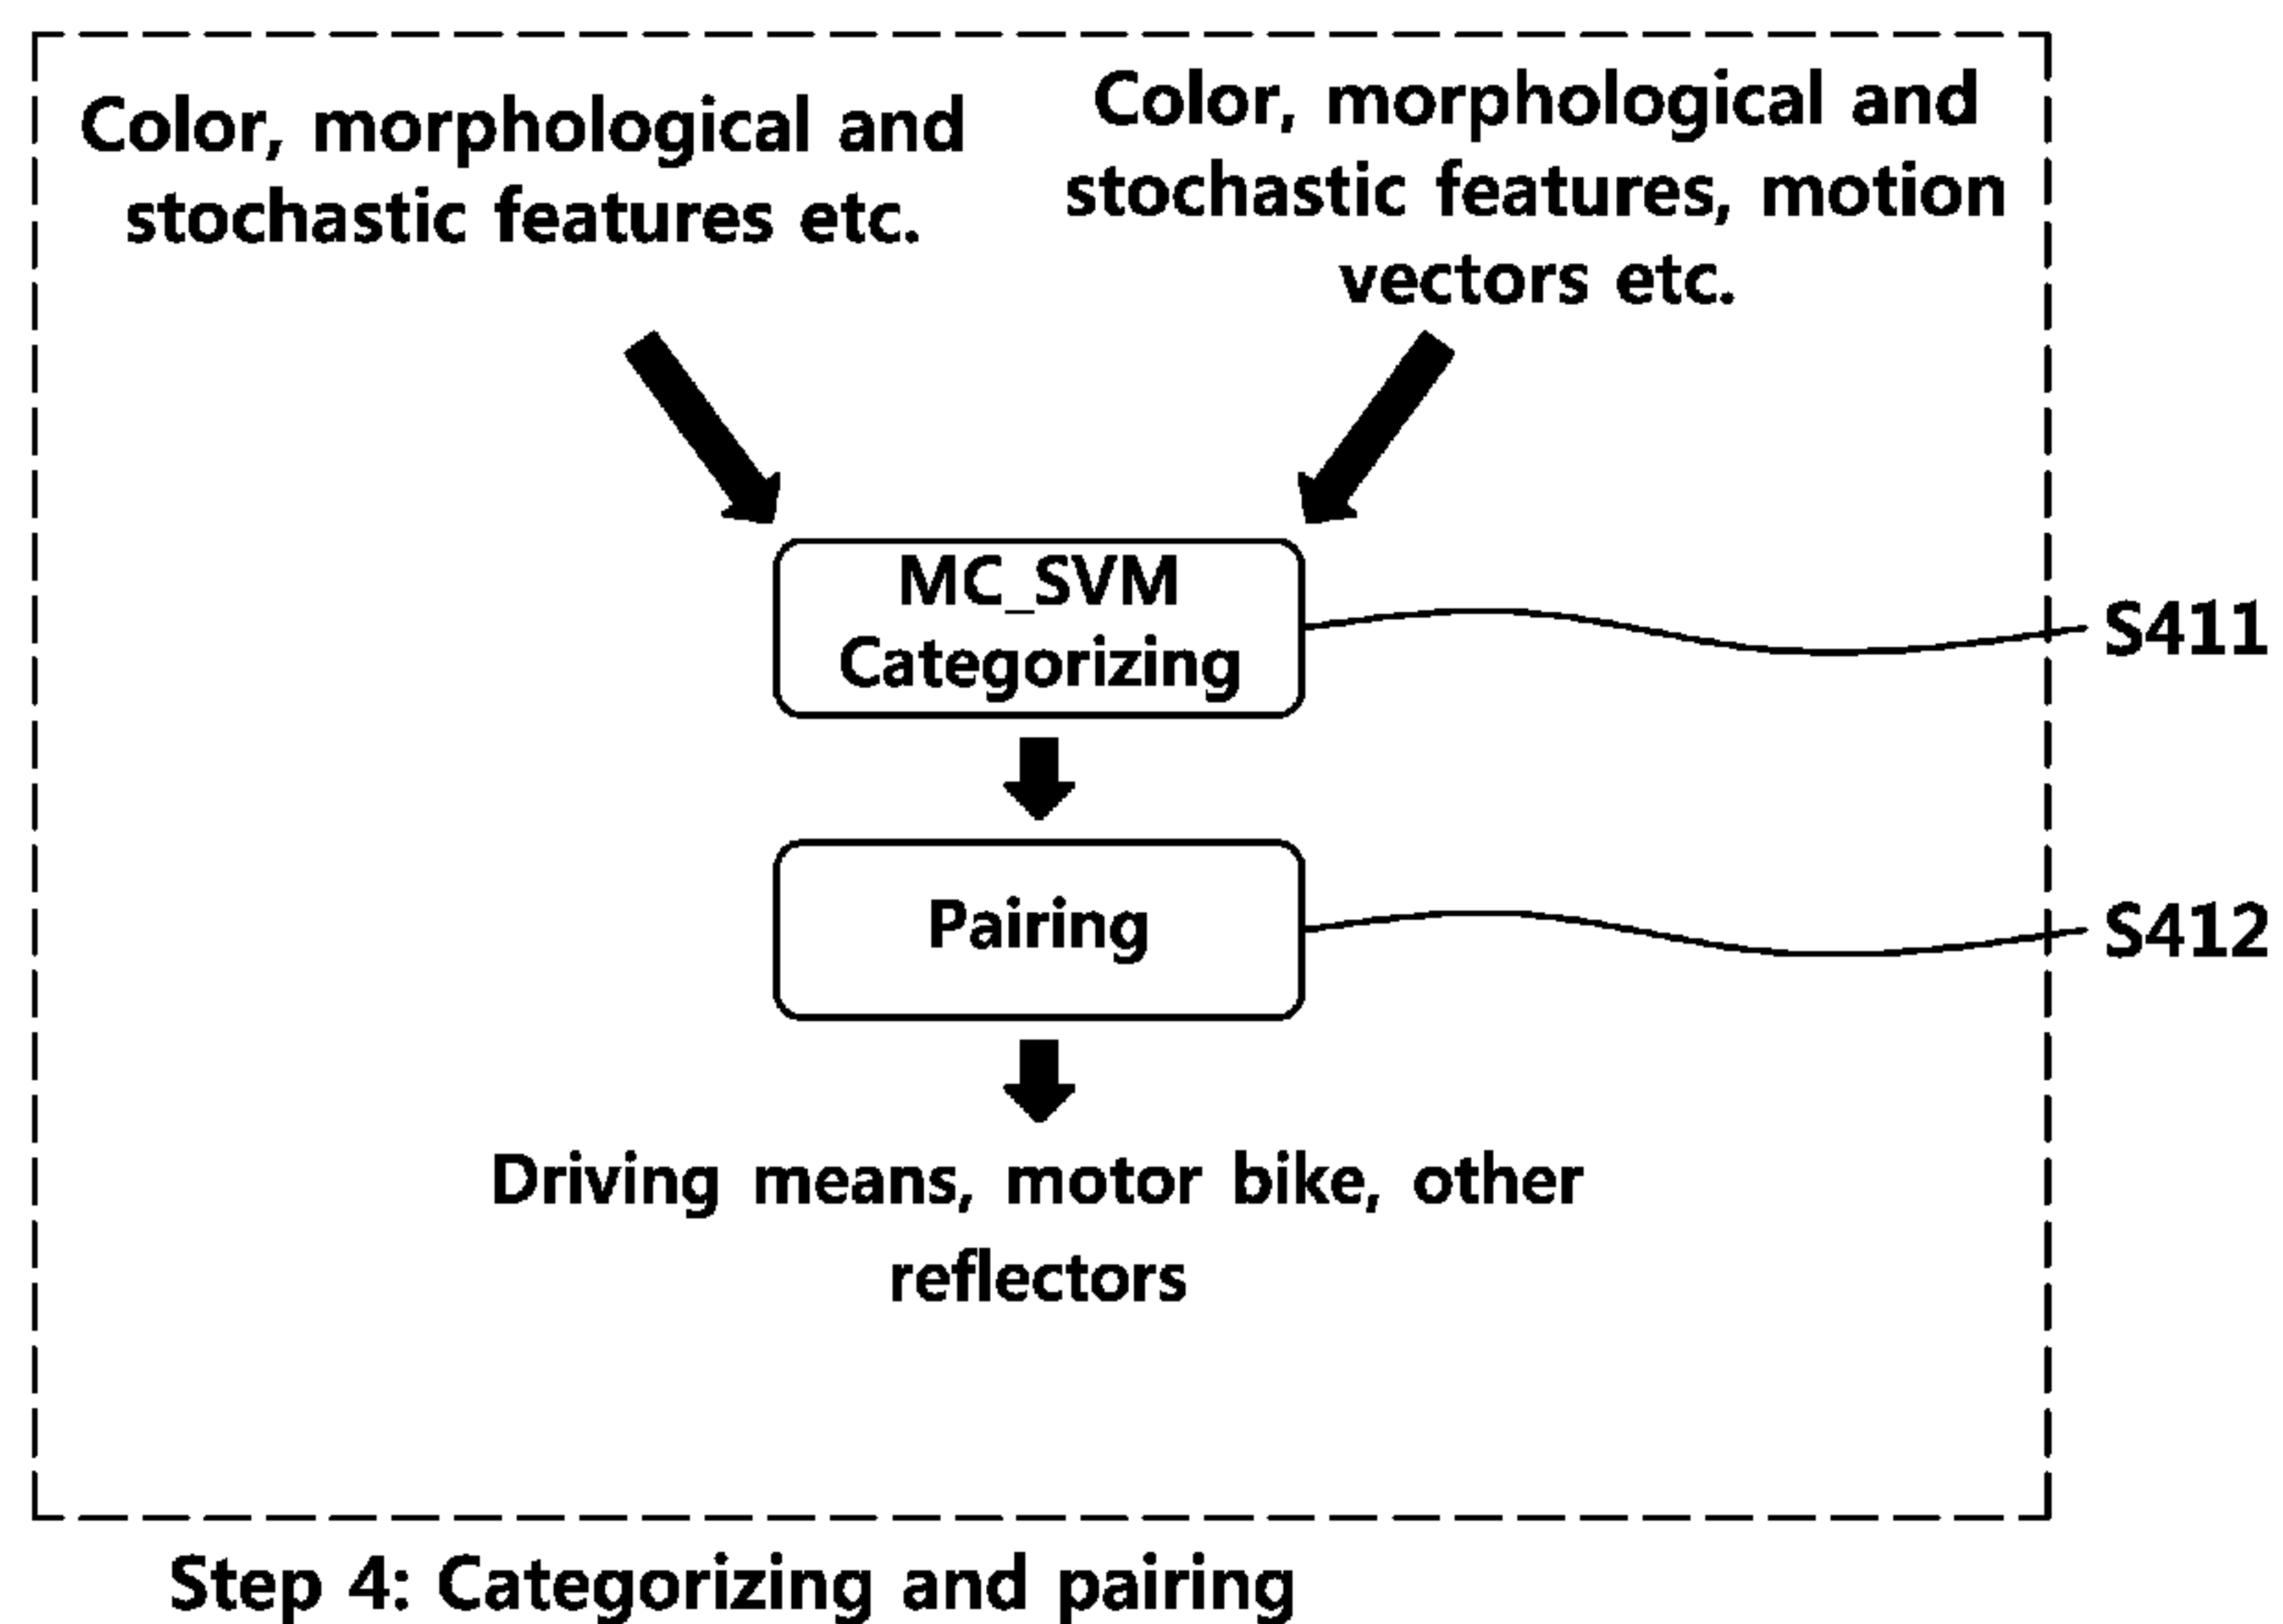 Color, morphological and
stochastic features etc.
Color, morphological and
stochastic features, motion
vectors etc.
MC_SVM
Categorizing
S411
Pairing
S412
Driving means, motor bike, other
reflectors
Step 4: Categorizing and pairing